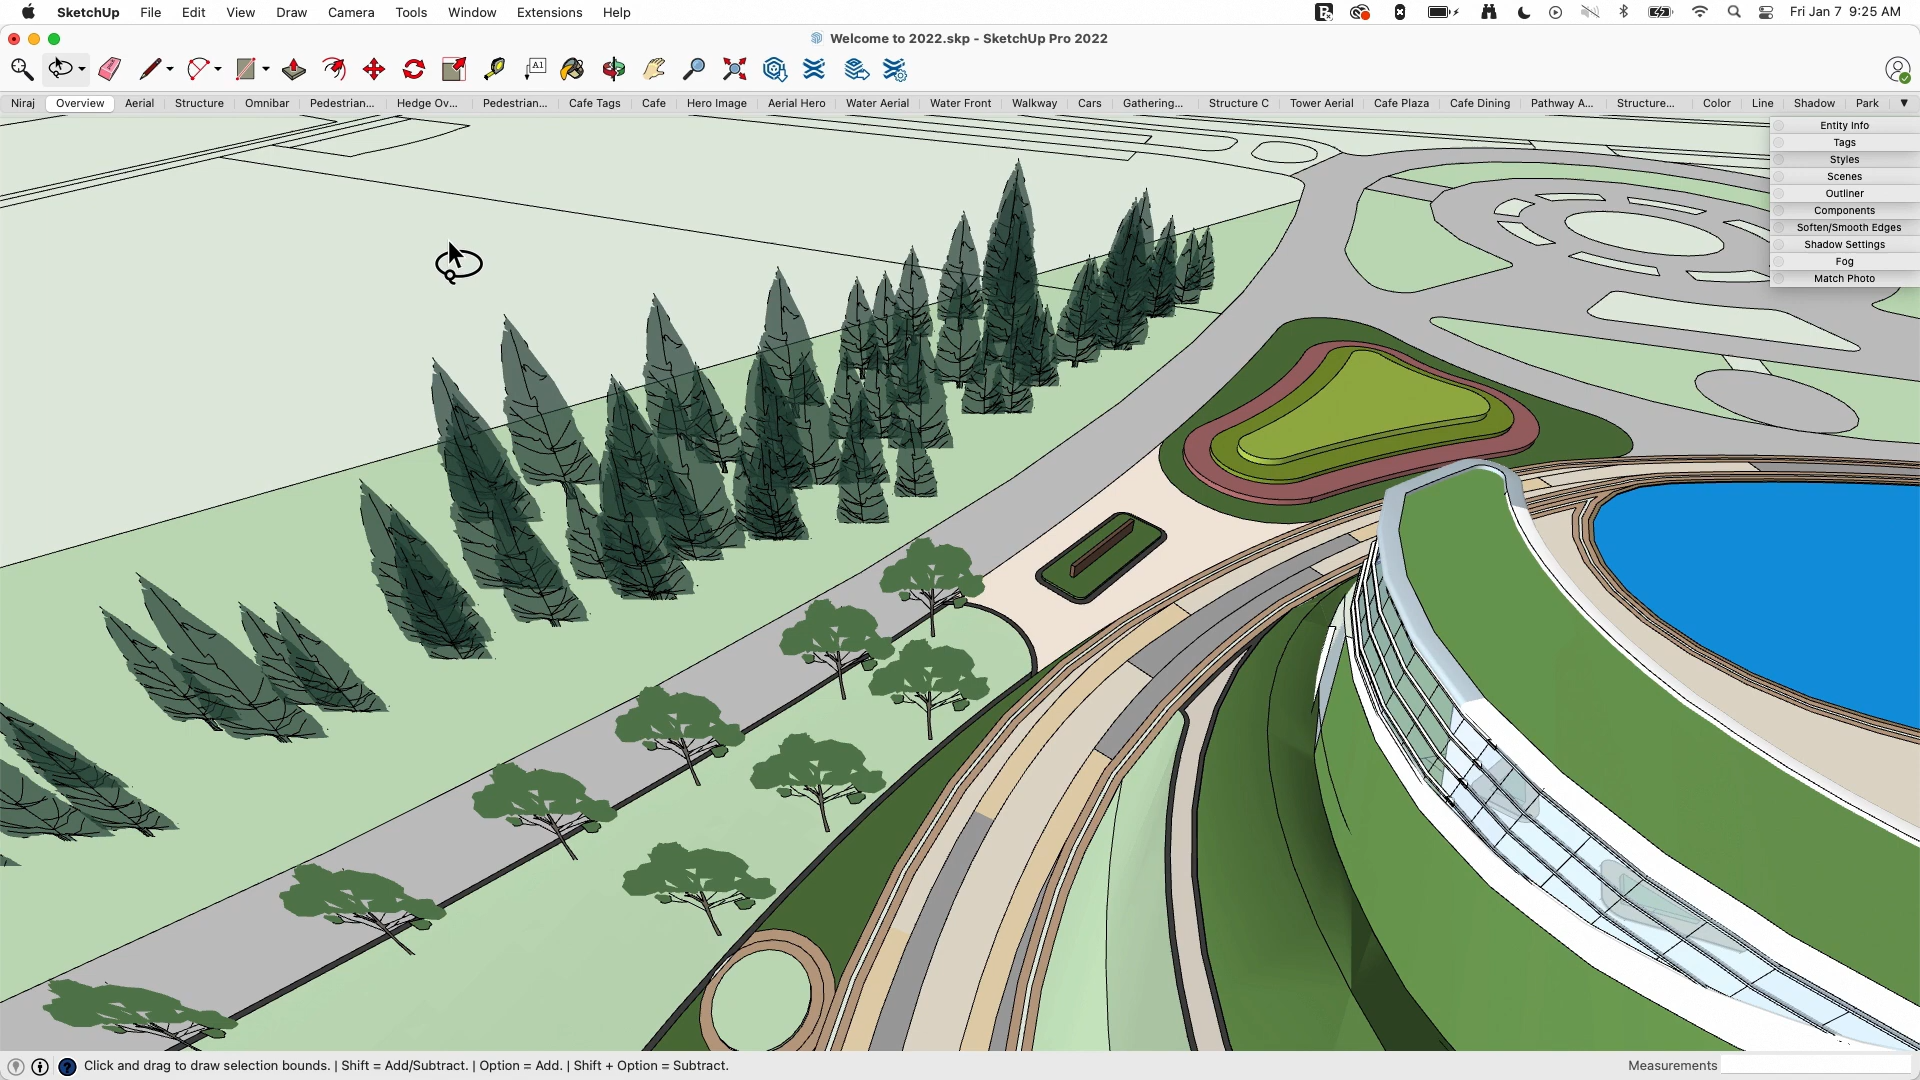 SketchUp File Edit View Draw Camera Tools Window Extensions Help Fri Jan 7 9:25 AM
Welcome to 2022.skp - SketchUp Pro 2022
A1
Niraj Overview Aerial Structure Omnibar Pedestrian... Hedge Ov... Pedestrian... Cafe Tags Cafe Hero Image Aerial Hero Water Aerial Water Front Walkway Cars Gathering... Structure C Tower Aerial Cafe Plaza Cafe Dining Pathway A... Structure... Color Line Shadow Park
Entity Info
Tags
Styles
Scenes
Outliner
Components
Soften/Smooth Edges
Shadow Settings
Fog
Match Photo
Click and drag to draw selection bounds. | Shift = Add/Subtract. | Option = Add. | Shift + Option = Subtract. Measurements